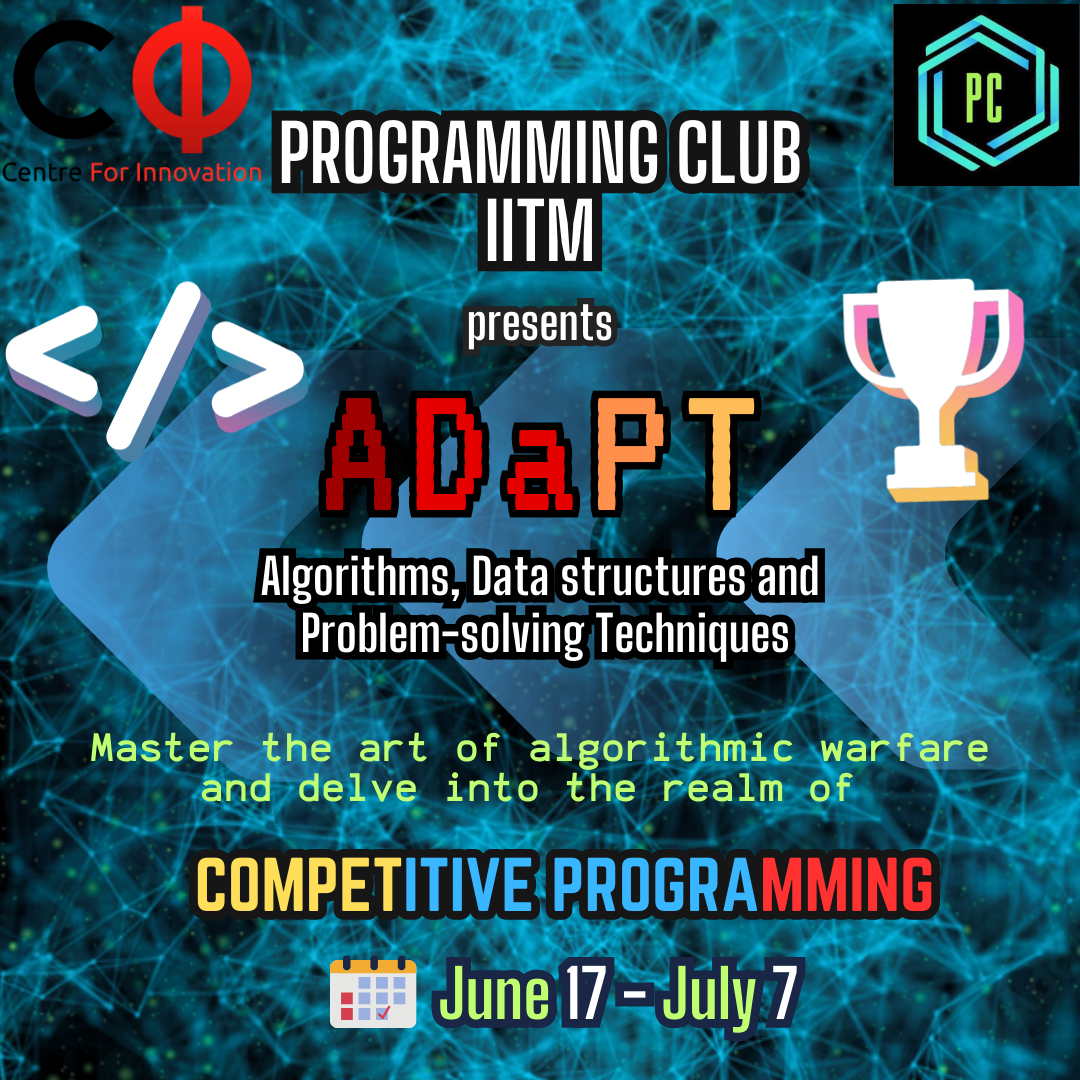 CΦ
Centre For Innovation
PC
PROGRAMMING CLUB
IITM
presents
</>
ADaPT
Algorithms, Data structures and
Problem-solving Techniques
Master the art of algorithmic warfare
and delve into the realm of
COMPETITIVE PROGRAMMING
June 17 - July 7